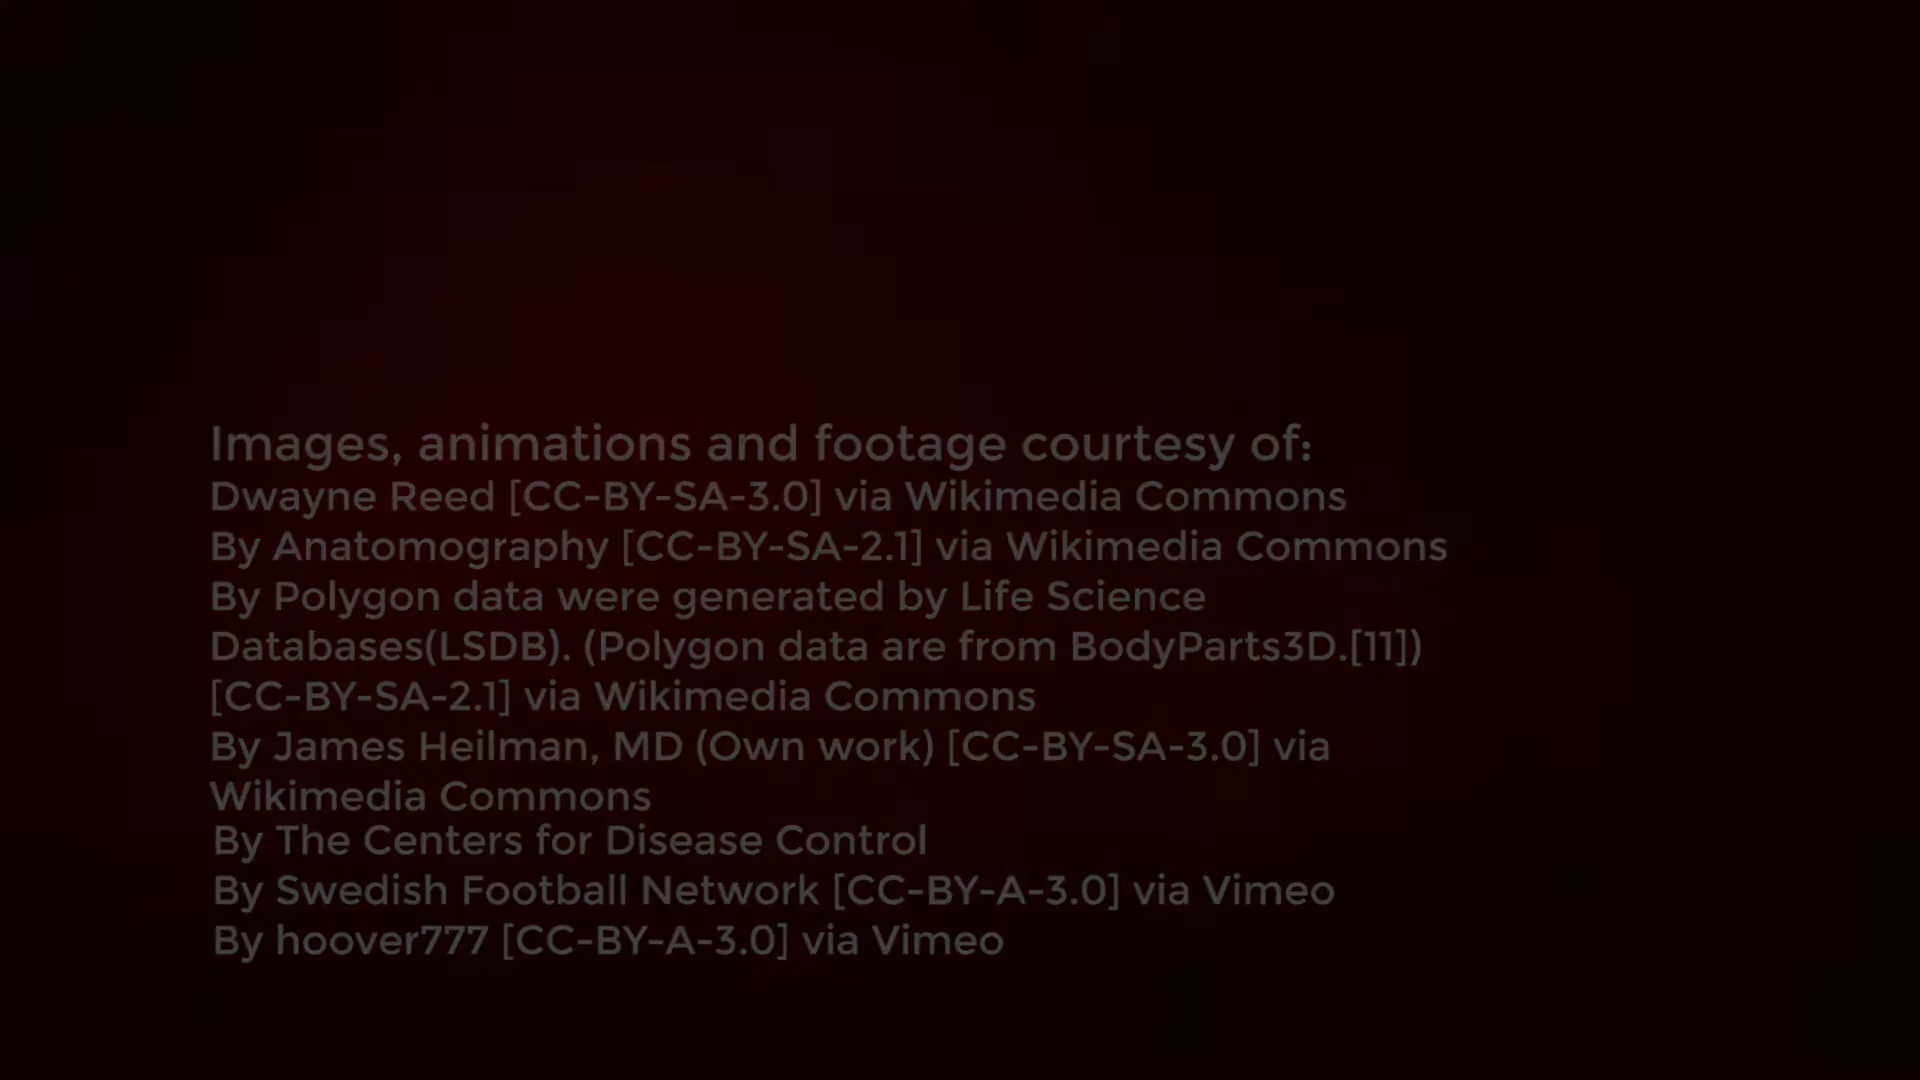 Images, animations and footage courtesy of:
Dwayne Reed [CC-BY-SA-3.0] via Wikimedia Commons
By Anatomography [CC-BY-SA-2.1] via Wikimedia Commons
By Polygon data were generated by Life Science
Databases(LSDB). (Polygon data are from BodyParts3D.[11])
[CC-BY-SA-2.1] via Wikimedia Commons
By James Heilman, MD (Own work) [CC-BY-SA-3.0] via
Wikimedia Commons
By The Centers for Disease Control
By Swedish Football Network [CC-BY-A-3.0] via Vimeo
By hoover777 [CC-BY-A-3.0] via Vimeo